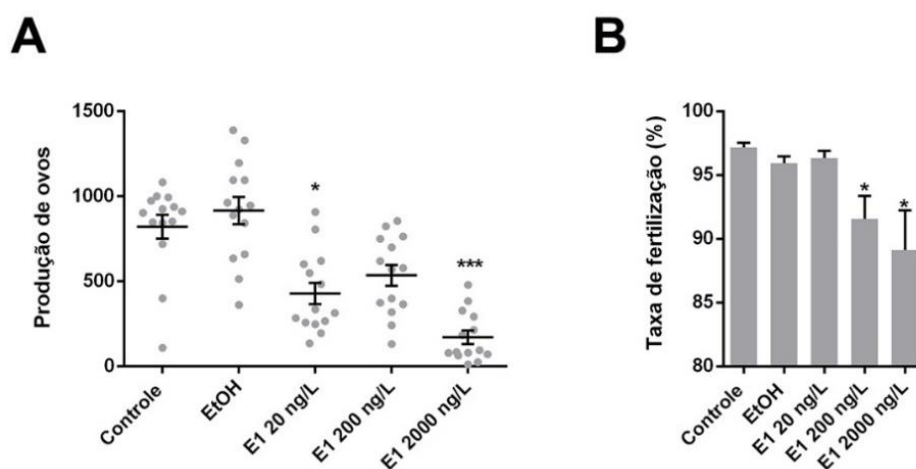 A
Produção de ovos
1500
1000
500
0
*
***
Controle
EtOH
E1 20 ng/L
E1 200 ng/L
E1 2000 ng/L
B
Taxa de fertilização (%)
100
95
90
85
80
*
*
Controle
EtOH
E1 20 ng/L
E1 200 ng/L
E1 2000 ng/L